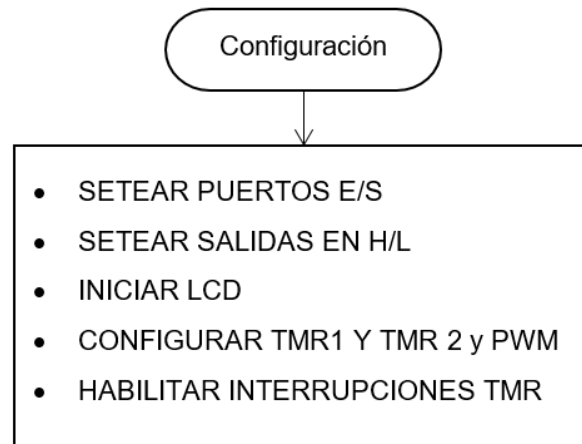 Configuración
• SETEAR PUERTOS E/S
• SETEAR SALIDAS EN H/L
• INICIAR LCD
• CONFIGURAR TMR1 Y TMR 2 y PWM
• HABILITAR INTERRUPCIONES TMR